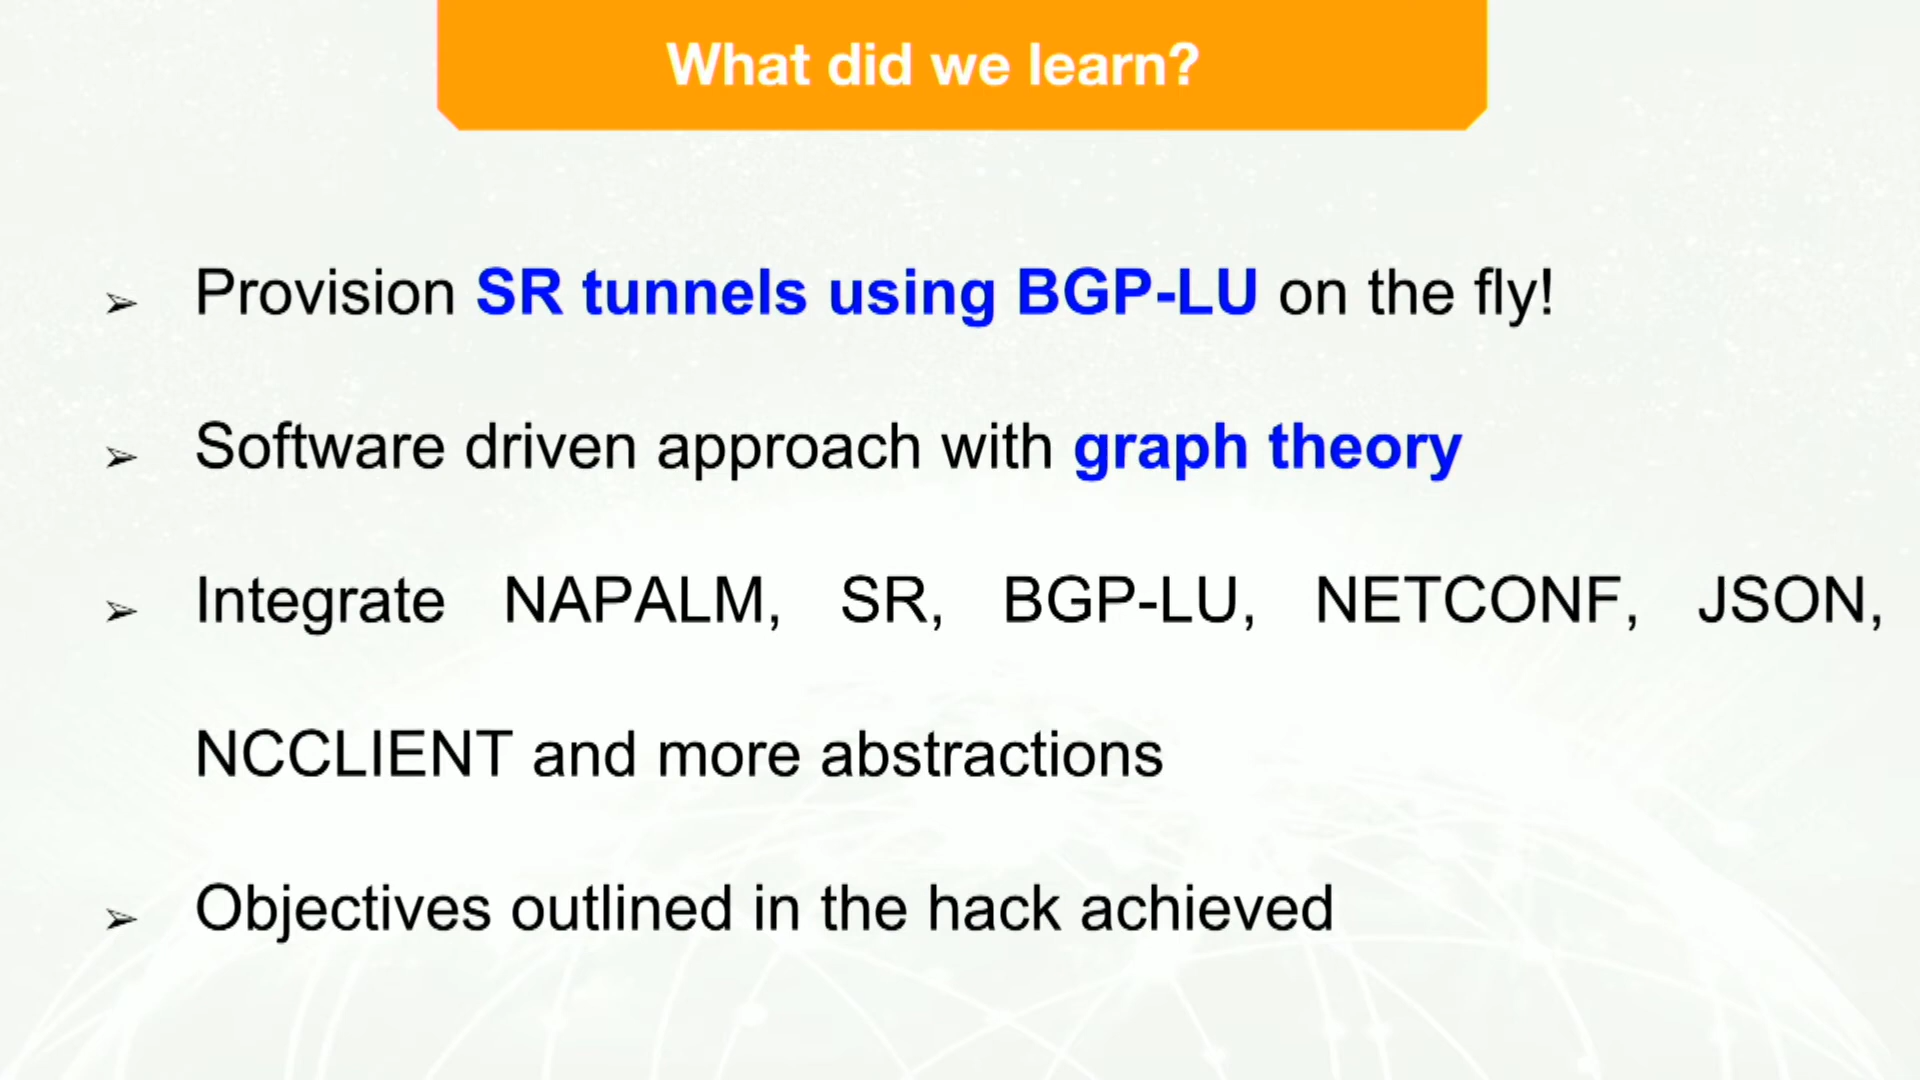 What did we learn?
➢ Provision SR tunnels using BGP-LU on the fly!
➢ Software driven approach with graph theory
➢ Integrate NAPALM, SR, BGP-LU, NETCONF, JSON,
NCCLIENT and more abstractions
➢ Objectives outlined in the hack achieved